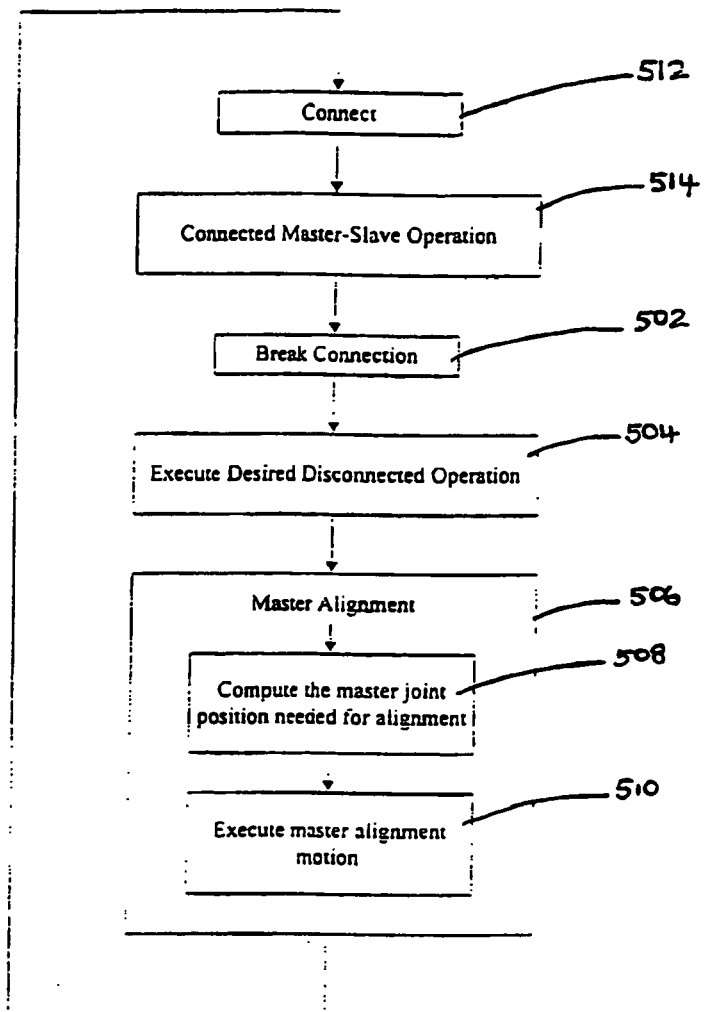 512
Connect
514
Connected Master-Slave Operation
502
Break Connection
504
Execute Desired Disconnected Operation
506
Master Alignment
508
Compute the master joint
position needed for alignment
510
Execute master alignment
motion